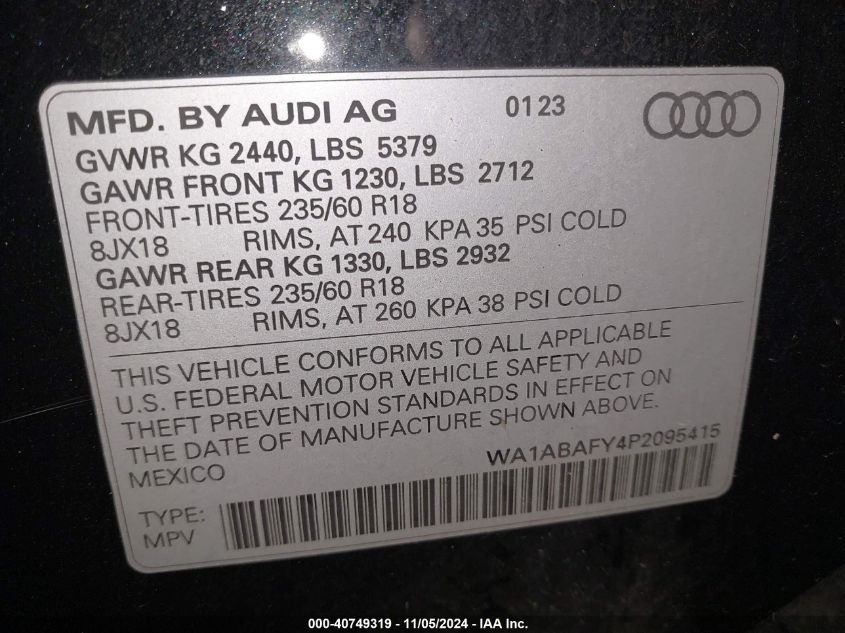 MFD. BY AUDI AG 0123
GVWR KG 2440, LBS 5379
GAWR FRONT KG 1230, LBS 2712
FRONT-TIRES 235/60 R18
8JX18 RIMS, AT 240 KPA 35 PSI COLD
GAWR REAR KG 1330, LBS 2932
REAR-TIRES 235/60 R18
8JX18 RIMS, AT 260 KPA 38 PSI COLD
THIS VEHICLE CONFORMS TO ALL APPLICABLE
U.S. FEDERAL MOTOR VEHICLE SAFETY AND
THEFT PREVENTION STANDARDS IN EFFECT ON
THE DATE OF MANUFACTURE SHOWN ABOVE.
MEXICO WA1ABAFY4P2095415
TYPE:
MPV
000-40749319 - 11/05/2024 - IAA Inc.